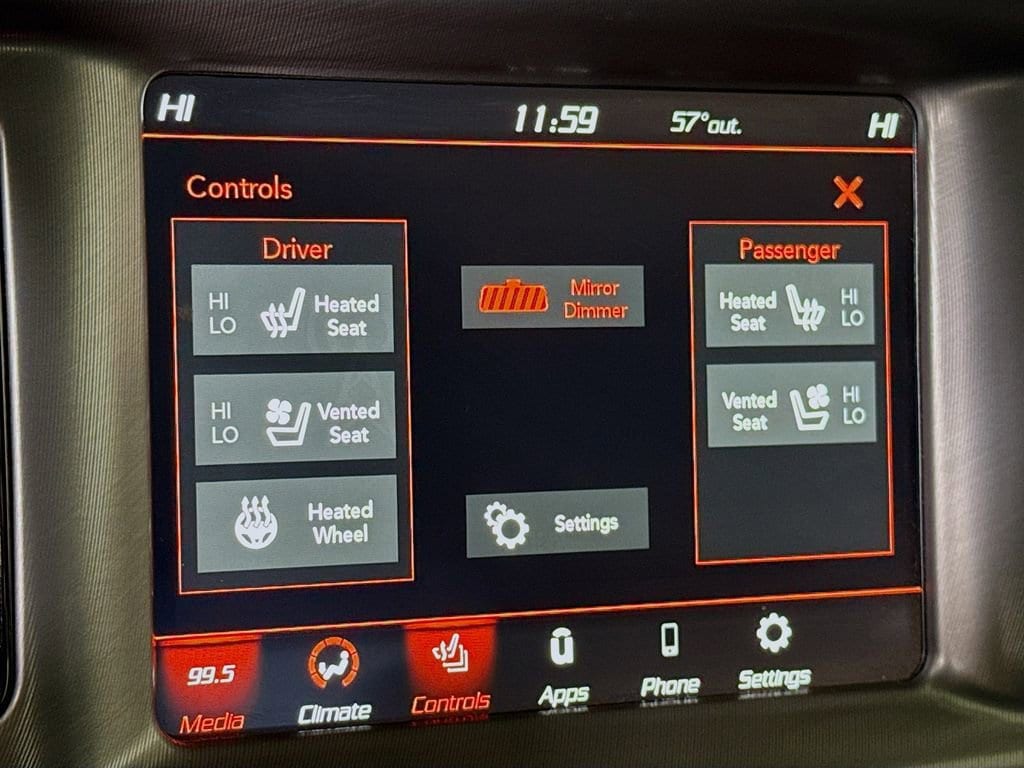 HI 11:59 57°out. HI
Controls
Driver
HI
LO
Heated
Seat
HI
LO
Vented
Seat
Heated
Wheel
Mirror
Dimmer
Settings
Passenger
Heated
Seat
HI
LO
Vented
Seat
HI
LO
99.5
Media
Climate
Controls
Apps
Phone
Settings